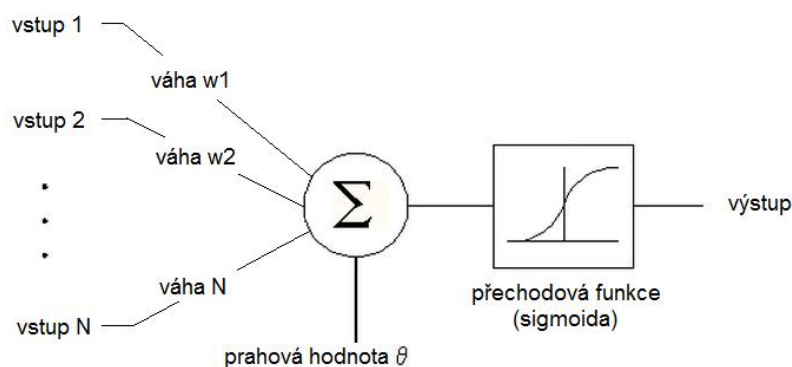 vstup 1
váha w1
vstup 2
váha w2
Σ
výstup
váha N
vstup N
přechodová funkce
(sigmoida)
prahová hodnota θ